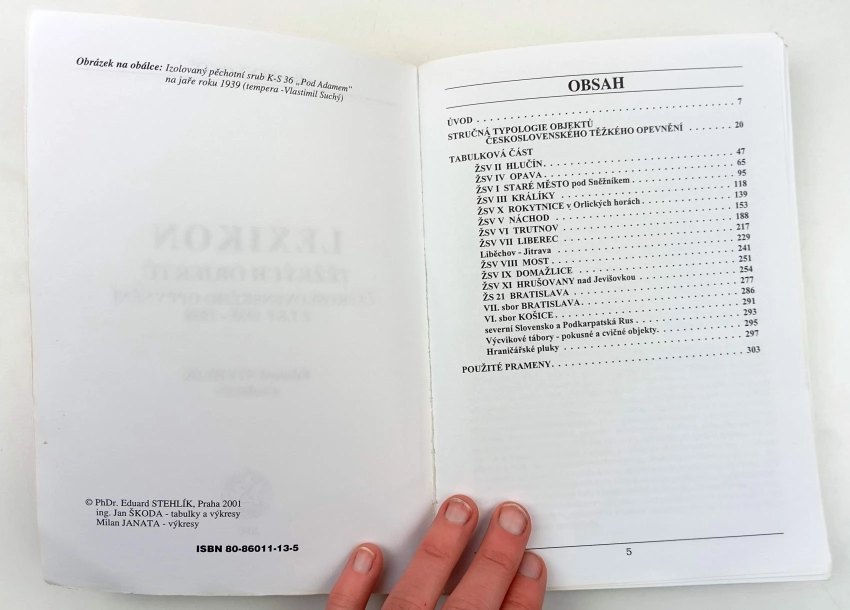 Obrázek na obálce: Izolovaný pěchotní srub K-S 36 „Pod Adamem“
na jaře roku 1939 (tempera -Vlastimil Suchý)
© PhDr. Eduard STEHLÍK, Praha 2001
ing. Jan ŠKODA - tabulky a výkresy
Milan JANATA - výkresy
ISBN 80-86011-13-5
OBSAH
ÚVOD . . . . . . . . . . . . . . . . . . . . 7
STRUČNÁ TYPOLOGIE OBJEKTŮ
ČESKOSLOVENSKÉHO TĚŽKÉHO OPEVNĚNÍ . . . . . . . 20
TABULKOVÁ ČÁST
ŽSV II HLUČÍN. . . . . . . . . . . . . . . . . . . . 47
ŽSV IV OPAVA . . . . . . . . . . . . . . . . . . . . 65
ŽSV I STARÉ MĚSTO pod Sněžníkem . . . . . . . . . . . 95
ŽSV III KRÁLÍKY . . . . . . . . . . . . . . . . . . . . 118
ŽSV X ROKYTNICE v Orlických horách . . . . . . . . . . 139
ŽSV V NÁCHOD . . . . . . . . . . . . . . . . . . . . 153
ŽSV VI TRUTNOV . . . . . . . . . . . . . . . . . . . . 188
ŽSV VII LIBEREC . . . . . . . . . . . . . . . . . . . . 217
Liběchov - Jítrava . . . . . . . . . . . . . . . . . . . . 229
ŽSV VIII MOST . . . . . . . . . . . . . . . . . . . . 241
ŽSV IX DOMAŽLICE . . . . . . . . . . . . . . . . . . . . 251
ŽSV XI HRUŠOVANY nad Jevišovkou . . . . . . . . . . . 254
ŽS 21 BRATISLAVA . . . . . . . . . . . . . . . . . . . . 277
VII. sbor BRATISLAVA . . . . . . . . . . . . . . . . . . 286
VI. sbor KOŠICE . . . . . . . . . . . . . . . . . . . . 291
severní Slovensko a Podkarpatská Rus . . . . . . . . . . . 293
Výcvikové tábory - pokusné a cvičné objekty. . . . . . . . . 295
Hraničářské pluky . . . . . . . . . . . . . . . . . . . . 297
POUŽITÉ PRAMENY. . . . . . . . . . . . . . . . . . . . 303
5